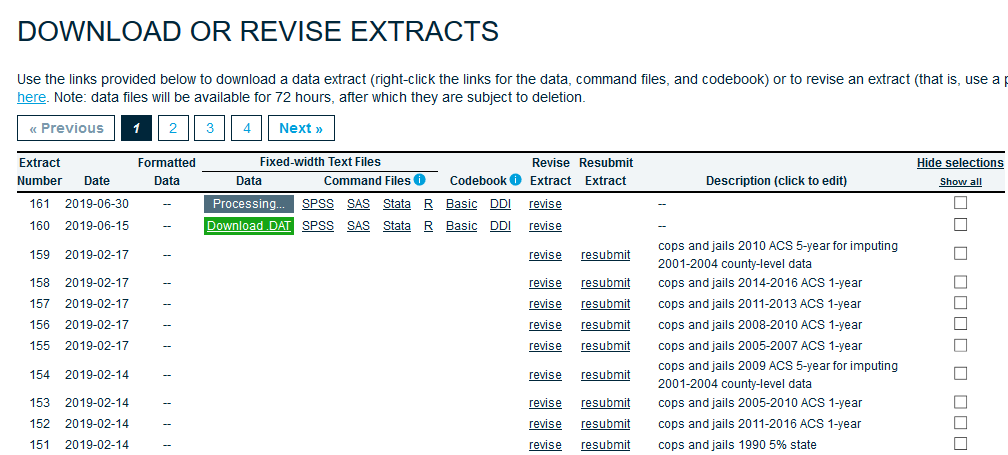 DOWNLOAD OR REVISE EXTRACTS
Use the links provided below to download a data extract (right-click the links for the data, command files, and codebook) or to revise an extract (that is, use a
here. Note: data files will be available for 72 hours, after which they are subject to deletion.
« Previous 1 2 3 4 Next »
Extract Formatted Fixed-width Text Files Revise Resubmit Hide selections
Number Date Data Data Command Files i Codebook i Extract Extract Description (click to edit) Show all
161 2019-06-30 -- Processing... SPSS SAS Stata R Basic DDI revise --
160 2019-06-15 -- Download .DAT SPSS SAS Stata R Basic DDI revise --
159 2019-02-17 -- revise resubmit cops and jails 2010 ACS 5-year for imputing
2001-2004 county-level data
158 2019-02-17 -- revise resubmit cops and jails 2014-2016 ACS 1-year
157 2019-02-17 -- revise resubmit cops and jails 2011-2013 ACS 1-year
156 2019-02-17 -- revise resubmit cops and jails 2008-2010 ACS 1-year
155 2019-02-17 -- revise resubmit cops and jails 2005-2007 ACS 1-year
154 2019-02-14 -- revise resubmit cops and jails 2009 ACS 5-year for imputing
2001-2004 county-level data
153 2019-02-14 -- revise resubmit cops and jails 2005-2010 ACS 1-year
152 2019-02-14 -- revise resubmit cops and jails 2011-2016 ACS 1-year
151 2019-02-14 -- revise resubmit cops and jails 1990 5% state